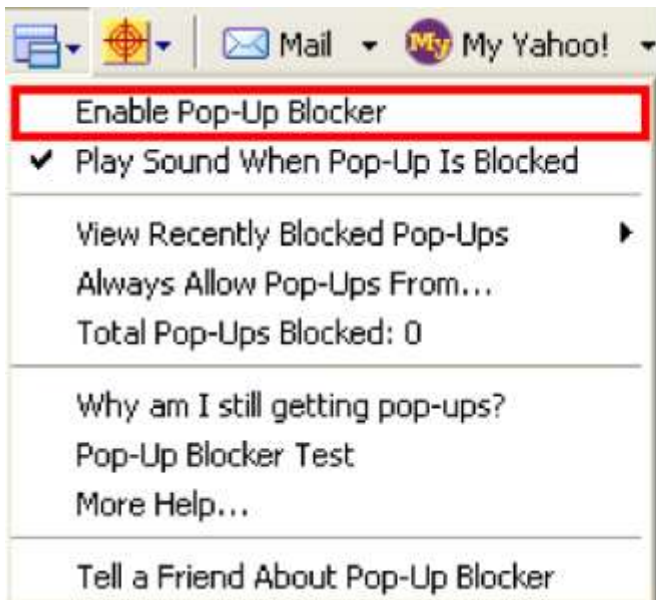 Mail My My Yahoo!
Enable Pop-Up Blocker
Play Sound When Pop-Up Is Blocked
View Recently Blocked Pop-Ups
Always Allow Pop-Ups From...
Total Pop-Ups Blocked: 0
Why am I still getting pop-ups?
Pop-Up Blocker Test
More Help...
Tell a Friend About Pop-Up Blocker